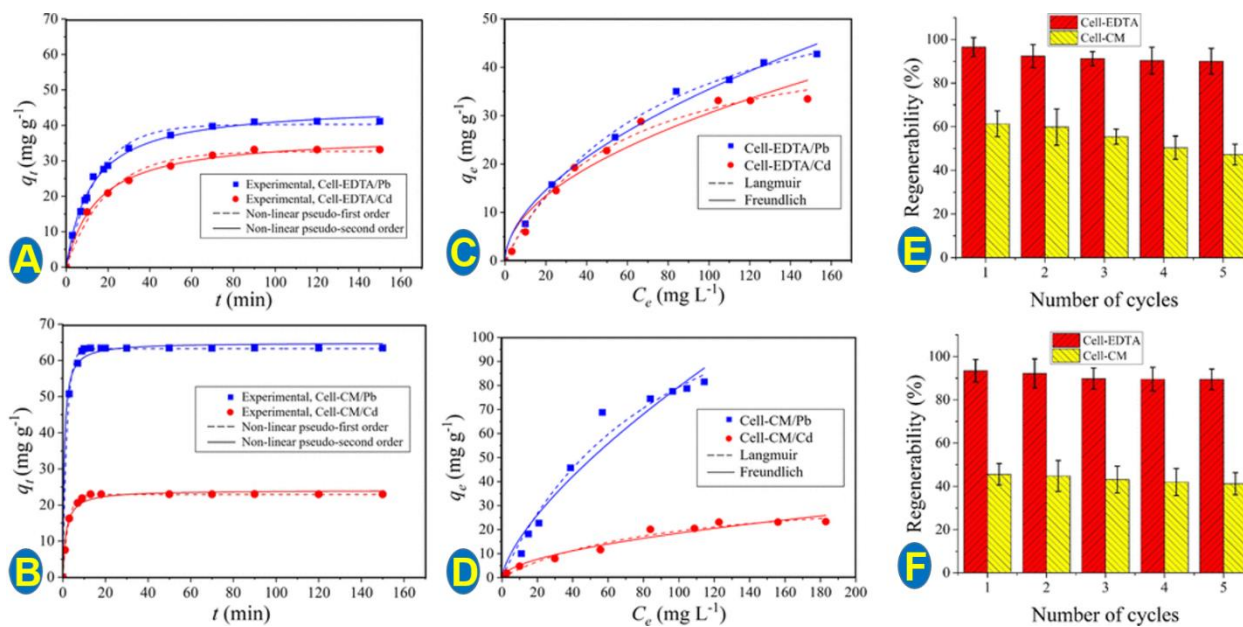 70
60
50
40
30
20
10
0
q_t (mg g⁻¹)
Experimental, Cell-EDTA/Pb
Experimental, Cell-EDTA/Cd
Non-linear pseudo-first order
Non-linear pseudo-second order
0 20 40 60 80 100 120 140 160
t (min)
A
50
40
30
20
10
0
q_e (mg g⁻¹)
Cell-EDTA/Pb
Cell-EDTA/Cd
Langmuir
Freundlich
0 20 40 60 80 100 120 140 160
C_e (mg L⁻¹)
C
Cell-EDTA
Cell-CM
100
80
60
40
20
0
Regenerability (%)
1 2 3 4 5
Number of cycles
E
70
60
50
40
30
20
10
0
q_t (mg g⁻¹)
Experimental, Cell-CM/Pb
Experimental, Cell-CM/Cd
Non-linear pseudo-first order
Non-linear pseudo-second order
0 20 40 60 80 100 120 140 160
t (min)
B
100
90
80
70
60
50
40
30
20
10
0
q_e (mg g⁻¹)
Cell-CM/Pb
Cell-CM/Cd
Langmuir
Freundlich
0 20 40 60 80 100 120 140 160 180 200
C_e (mg L⁻¹)
D
Cell-EDTA
Cell-CM
100
80
60
40
20
0
Regenerability (%)
1 2 3 4 5
Number of cycles
F